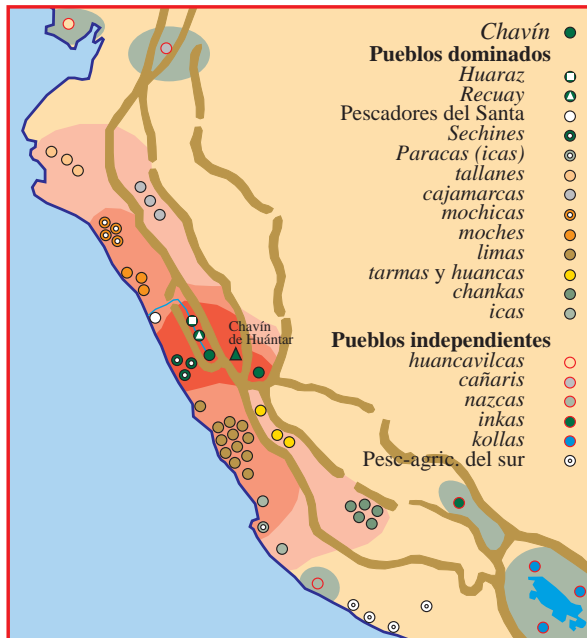 Chavín
Pueblos dominados
Huaraz
Recuay
Pescadores del Santa
Sechines
Paracas (icas)
tallanes
cajamarcas
mochicas
moches
limas
tarmas y huancas
chankas
icas
Pueblos independientes
huancavilcas
cañaris
nazcas
inkas
kollas
Pesc-agric. del sur
Chavín
de Huántar